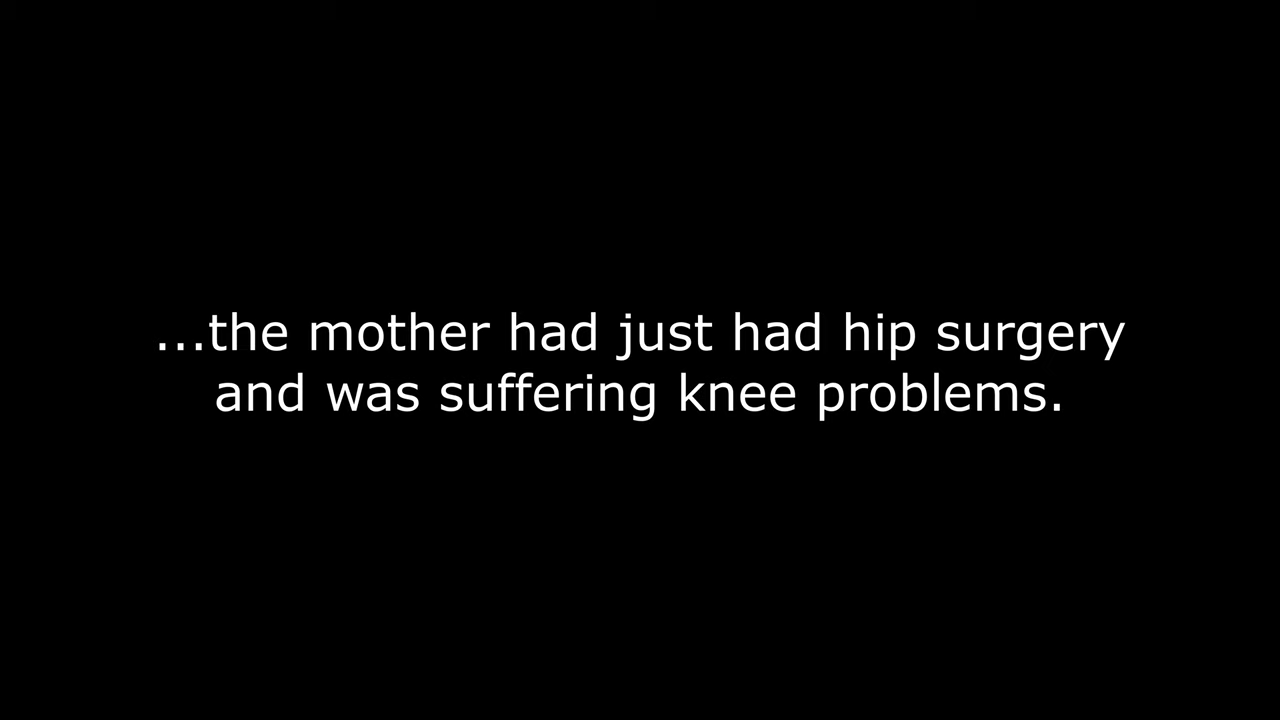 ...the mother had just had hip surgery
and was suffering knee problems.